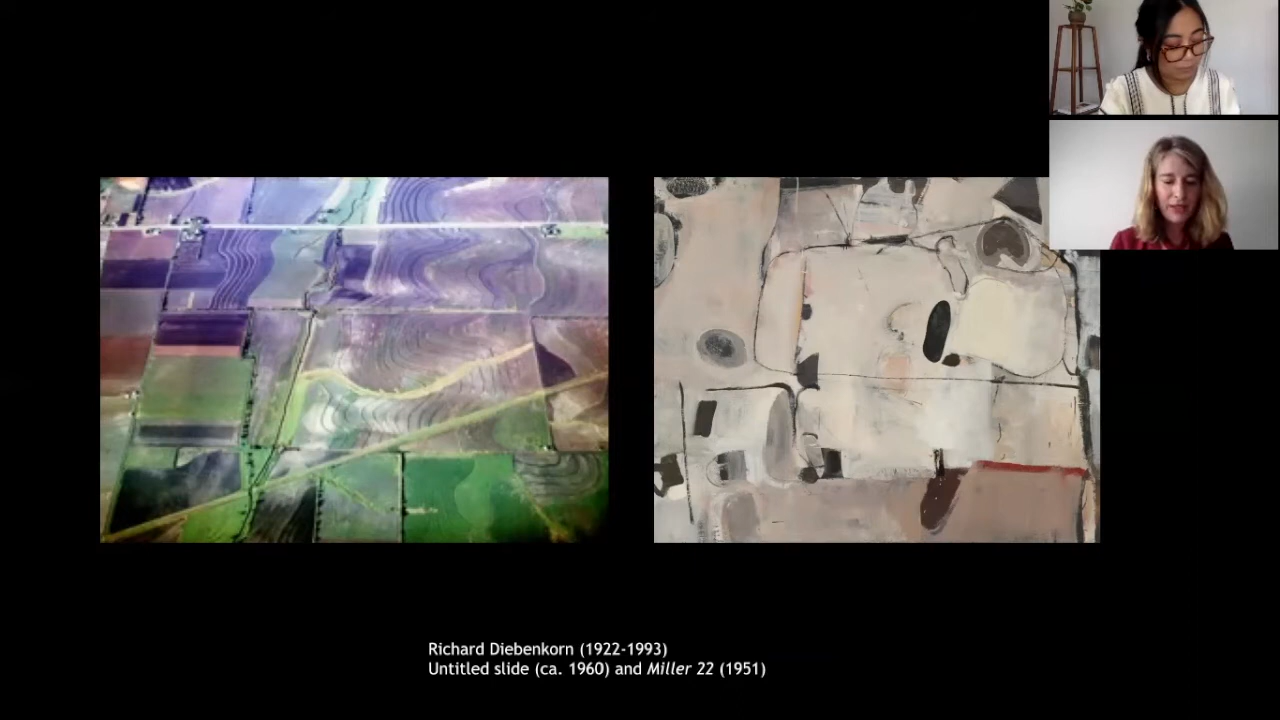 Richard Diebenkorn (1922-1993)
Untitled slide (ca. 1960) and Miller 22 (1951)